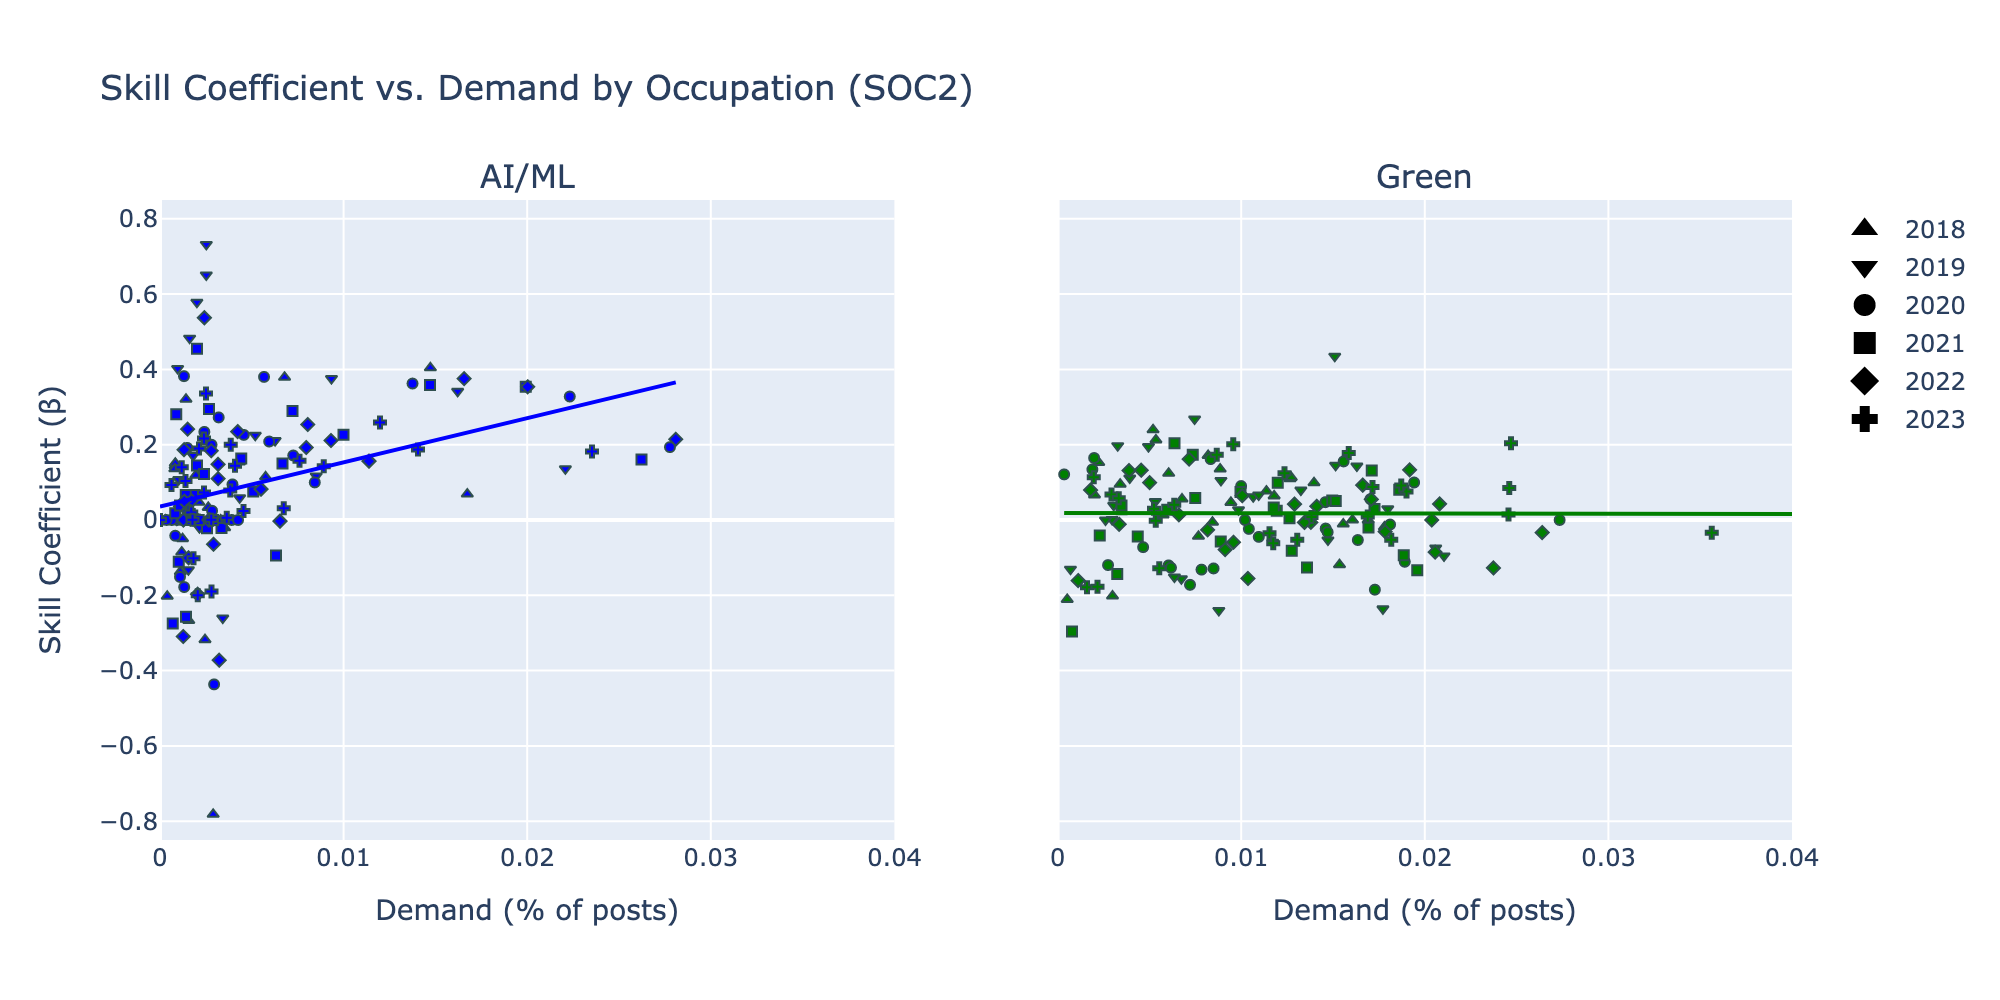 Skill Coefficient vs. Demand by Occupation (SOC2)
AI/ML
Green
Skill Coefficient (β)
0.8
0.6
0.4
0.2
0
−0.2
−0.4
−0.6
−0.8
0 0.01 0.02 0.03 0.04
0 0.01 0.02 0.03 0.04
Demand (% of posts)
Demand (% of posts)
2018
2019
2020
2021
2022
2023